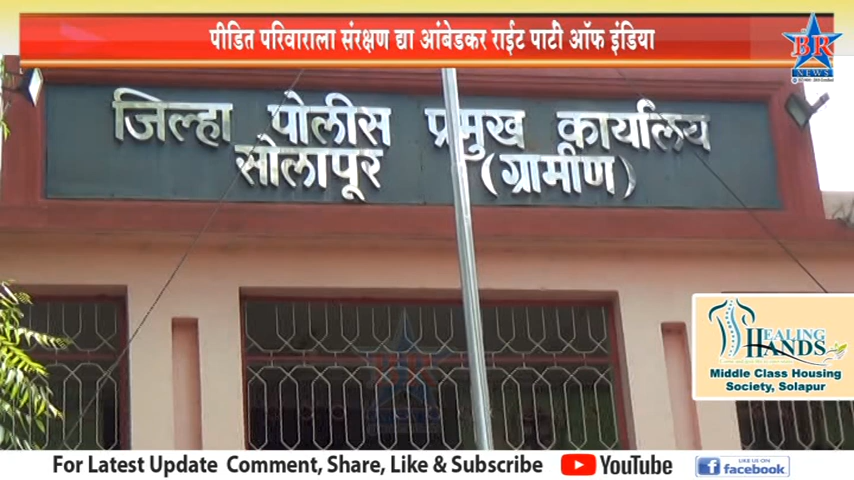 पीडित परिवाराला संरक्षण द्या आंबेडकर राईट पार्टी ऑफ इंडिया
BR
NEWS
जिल्हा पोलीस प्रमुख कार्यालय
सोलापूर (ग्रामीण)
BR
HEALING
HANDS
Middle Class Housing
Society, Solapur
For Latest Update Comment, Share, Like & Subscribe YouTube
LIKE US ON
facebook